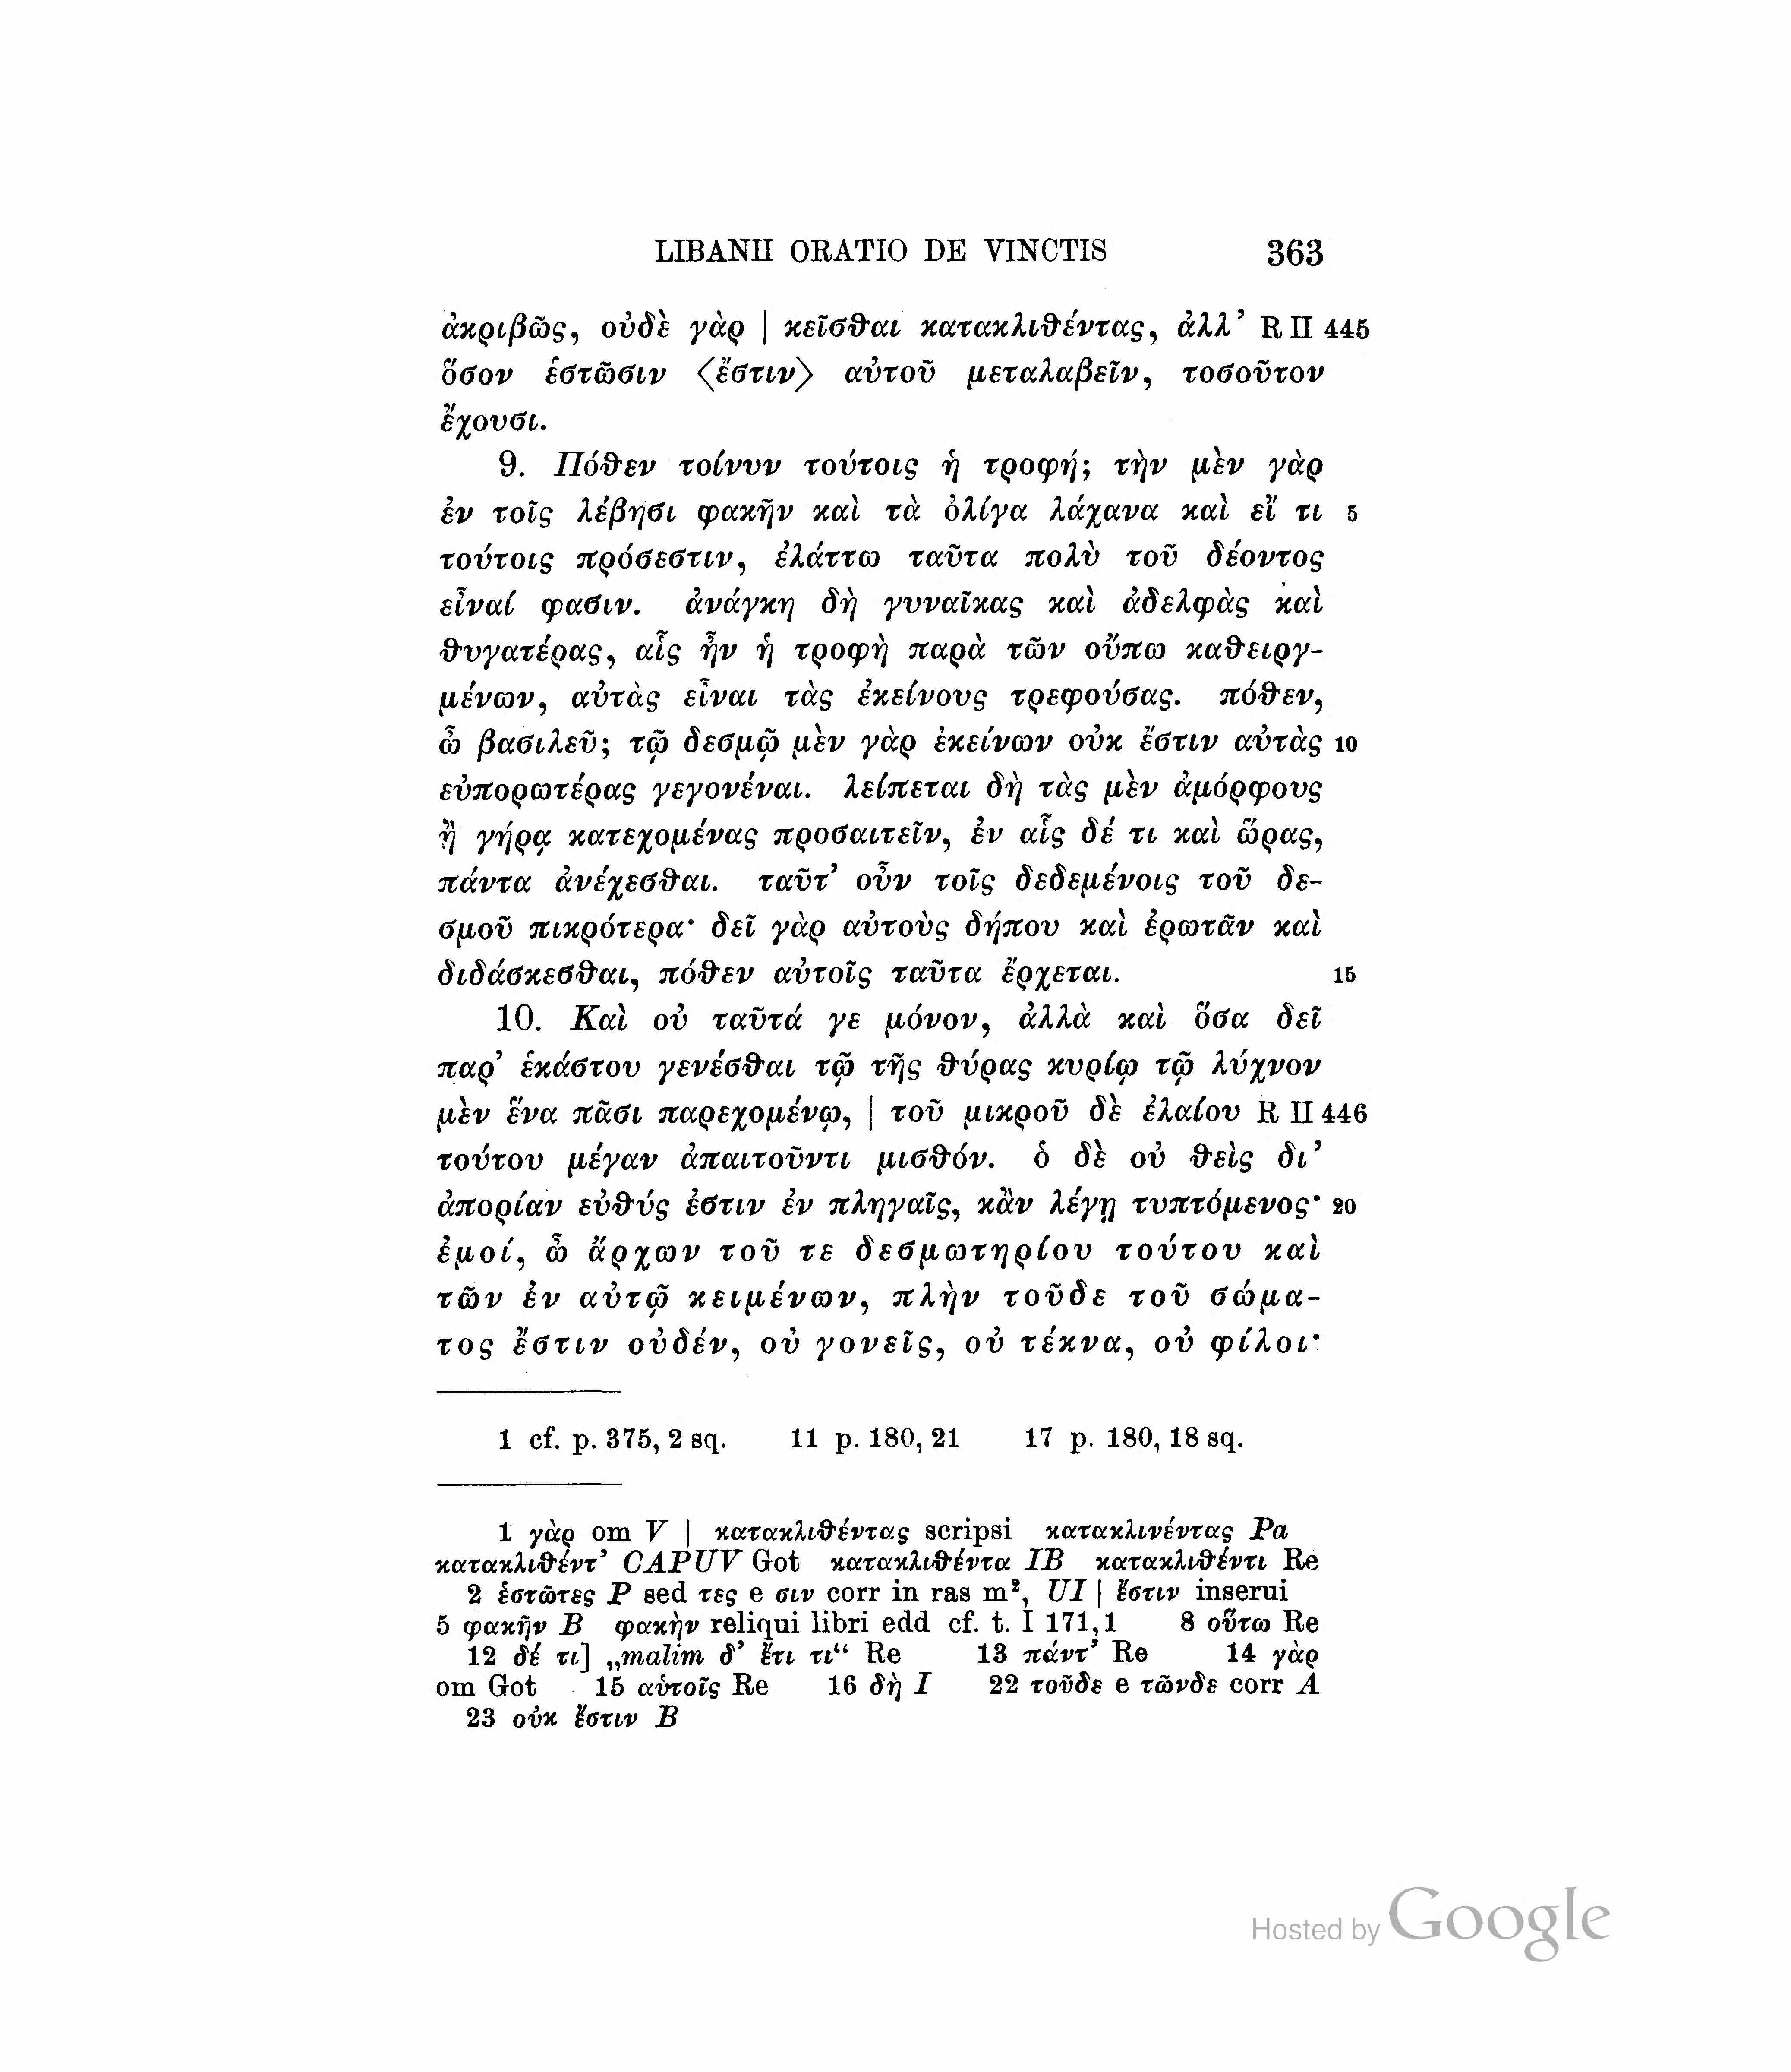 LIBANII ORATIO DE VINCTIS 363
ἀκριβῶς, οὐδὲ γὰρ | κεῖσθαι κατακλιθέντας, ἀλλ’ R II 445
ὅσον ἑστῶσιν ⟨ἔστιν⟩ αὐτοῦ μεταλαβεῖν, τοσοῦτον
ἔχουσι.
9. Πόθεν τοίνυν τούτοις ἡ τροφή; τὴν μὲν γὰρ
ἐν τοῖς λέβησι φακῆν καὶ τὰ ὀλίγα λάχανα καὶ εἴ τι 5
τούτοις πρόσεστιν, ἐλάττω ταῦτα πολὺ τοῦ δέοντος
εἶναί φασιν. ἀνάγκη δὴ γυναῖκας καὶ ἀδελφὰς καὶ
θυγατέρας, αἷς ἦν ἡ τροφὴ παρὰ τῶν οὔπω καθειργ-
μένων, αὐτὰς εἶναι τὰς ἐκείνους τρεφούσας. πόθεν,
ὦ βασιλεῦ; τῷ δεσμῷ μὲν γὰρ ἐκείνων οὐκ ἔστιν αὐτὰς 10
εὐπορωτέρας γεγονέναι. λείπεται δὴ τὰς μὲν ἀμόρφους
ἢ γήρᾳ κατεχομένας προσαιτεῖν, ἐν αἷς δέ τι καὶ ὥρας,
πάντα ἀνέχεσθαι. ταῦτ’ οὖν τοῖς δεδεμένοις τοῦ δε-
σμοῦ πικρότερα· δεῖ γὰρ αὐτοὺς δήπου καὶ ἐρωτᾶν καὶ
διδάσκεσθαι, πόθεν αὐτοῖς ταῦτα ἔρχεται. 15
10. Καὶ οὐ ταῦτά γε μόνον, ἀλλὰ καὶ ὅσα δεῖ
παρ’ ἑκάστου γενέσθαι τῷ τῆς θύρας κυρίῳ τῷ λύχνον
μὲν ἕνα πᾶσι παρεχομένῳ, | τοῦ μικροῦ δὲ ἐλαίου R II 446
τούτου μέγαν ἀπαιτοῦντι μισθόν. ὁ δὲ οὐ θεὶς δι’
ἀπορίαν εὐθύς ἐστιν ἐν πληγαῖς, κἂν λέγῃ τυπτόμενος· 20
ἐμοί, ὦ ἄρχων τοῦ τε δεσμωτηρίου τούτου καὶ
τῶν ἐν αὐτῷ κειμένων, πλὴν τοῦδε τοῦ σώμα-
τος ἔστιν οὐδέν, οὐ γονεῖς, οὐ τέκνα, οὐ φίλοι·
1 cf. p. 375, 2 sq. 11 p. 180, 21 17 p. 180, 18 sq.
1 γὰρ om V | κατακλιθέντας scripsi κατακλινέντας Pa
κατακλιθέντ’ CAPUV Got κατακλιθέντα IB κατακλιθέντι Re
2 ἑστῶτες P sed τες e σιν corr in ras m², UI | ἔστιν inserui
5 φακῆν B φακὴν reliqui libri edd cf. t. I 171, 1 8 οὕτω Re
12 δέ τι] „malim δ’ ἔτι τι“ Re 13 πάντ’ Re 14 γὰρ
om Got 15 αὑτοῖς Re 16 δὴ I 22 τοῦδε e τῶνδε corr A
23 οὐκ ἔστιν B
Hosted by Google